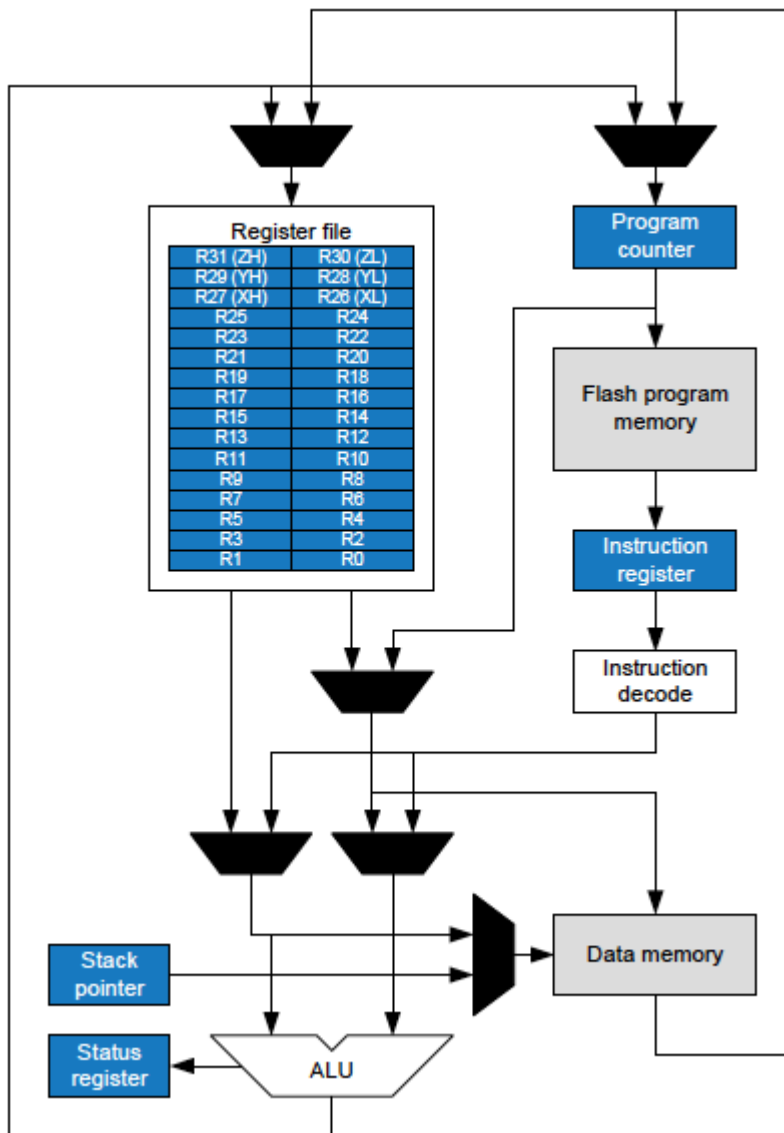 Register file
R31 (ZH) R30 (ZL)
R29 (YH) R28 (YL)
R27 (XH) R26 (XL)
R25 R24
R23 R22
R21 R20
R19 R18
R17 R16
R15 R14
R13 R12
R11 R10
R9 R8
R7 R6
R5 R4
R3 R2
R1 R0
Program
counter
Flash program
memory
Instruction
register
Instruction
decode
Stack
pointer
Data memory
Status
register
ALU